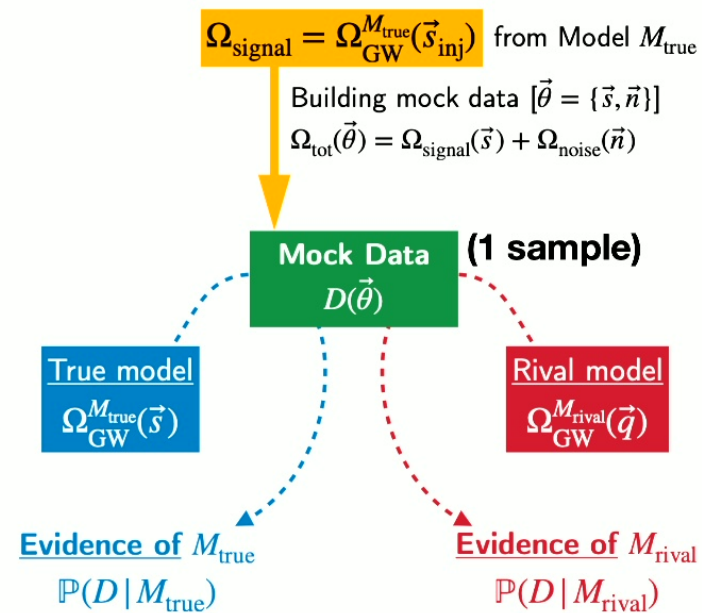 Ω_signal = Ω_GW^{M_true}(s⃗_inj) from Model M_true
Building mock data [θ⃗ = {s⃗, n⃗}]
Ω_tot(θ⃗) = Ω_signal(s⃗) + Ω_noise(n⃗)
Mock Data (1 sample)
D(θ⃗)
True model
Ω_GW^{M_true}(s⃗)
Rival model
Ω_GW^{M_rival}(q⃗)
Evidence of M_true
ℙ(D | M_true)
Evidence of M_rival
ℙ(D | M_rival)